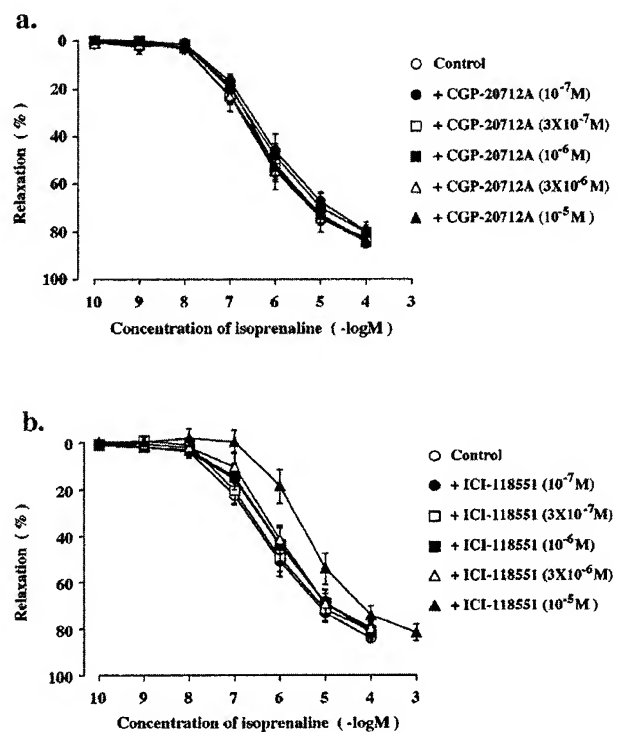 a.
0
20
40
60
80
100
Relaxation ( % )
10 9 8 7 6 5 4 3
Concentration of isoprenaline ( -logM )
Control
+ CGP-20712A (10⁻⁷M)
+ CGP-20712A (3X10⁻⁷M)
+ CGP-20712A (10⁻⁶M)
+ CGP-20712A (3X10⁻⁶M)
+ CGP-20712A (10⁻⁵M )
b.
0
20
40
60
80
100
Relaxation ( % )
10 9 8 7 6 5 4 3
Concentration of isoprenaline ( -logM )
Control
+ ICI-118551 (10⁻⁷M)
+ ICI-118551 (3X10⁻⁷M)
+ ICI-118551 (10⁻⁶M)
+ ICI-118551 (3X10⁻⁶M)
+ ICI-118551 (10⁻⁵M )